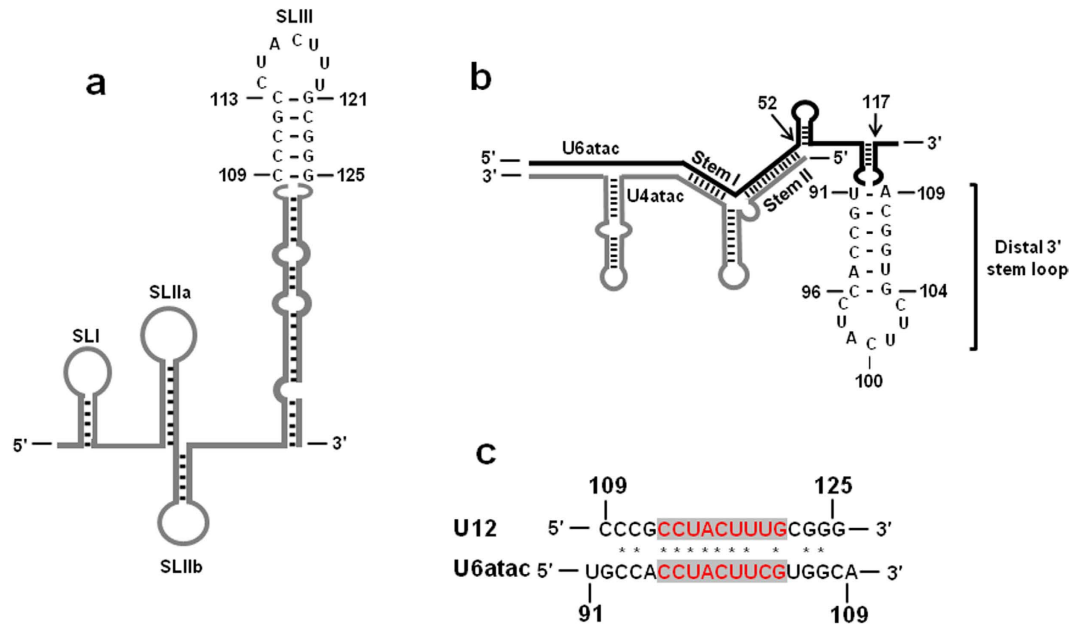 a
SLIII
A C U
U U
C U
113 C - G 121
G - C
C - G
C - G
109 C - G 125
SLI
SLIIa
SLIIb
5' 3'
b
52
117
5' U6atac 3'
3' U4atac 5'
Stem I
Stem II
91 U - A 109
G - C
C - G
C - G
A - U
96 C - G 104
C C
U U
A U
C
100
Distal 3'
stem loop
c
109 125
U12 5' CCCGCCUACUUUGCGGG 3'
* * * * * * * * * * *
U6atac 5' UGCCACCUACUUCGUGGCA 3'
91 109